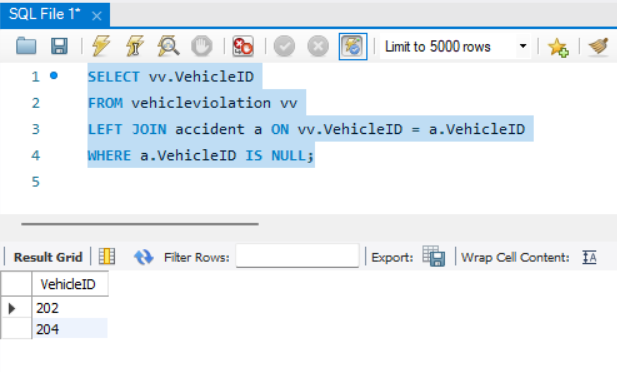 SQL File 1*
Limit to 5000 rows
1 SELECT vv.VehicleID
2 FROM vehicleviolation vv
3 LEFT JOIN accident a ON vv.VehicleID = a.VehicleID
4 WHERE a.VehicleID IS NULL;
5
Result Grid Filter Rows: Export: Wrap Cell Content:
VehicleID
202
204